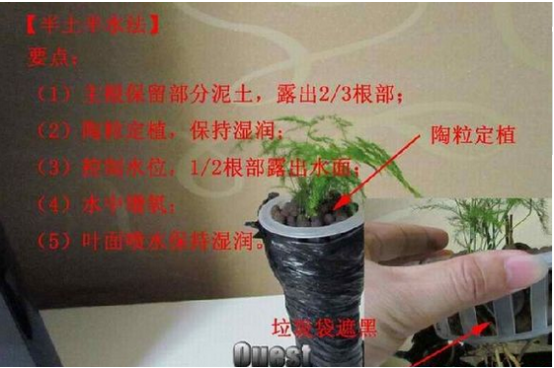 【半土半水法】
要点：
（1）主根保留部分泥土，露出2/3根部；
（2）陶粒定植，保持湿润；
（3）控制水位，1/2根部露出水面；
（4）水中增氧；
（5）叶面喷水保持湿润。
陶粒定植
垃圾袋遮黑
Quest